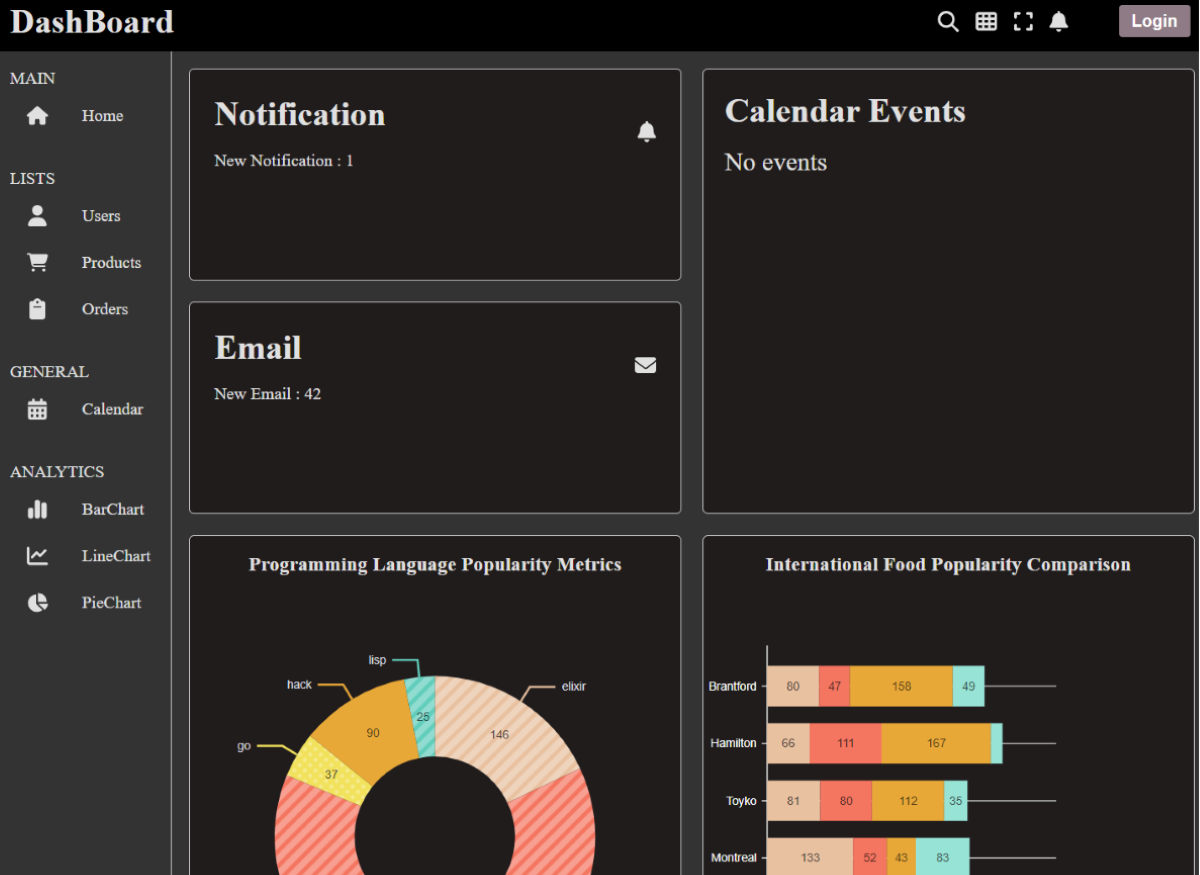 DashBoard
Login
MAIN
Home
LISTS
Users
Products
Orders
GENERAL
Calendar
ANALYTICS
BarChart
LineChart
PieChart
Notification
New Notification : 1
Calendar Events
No events
Email
New Email : 42
Programming Language Popularity Metrics
lisp
hack
elixir
go
25
90
146
37
International Food Popularity Comparison
Brantford 80 47 158 49
Hamilton 66 111 167
Toyko 81 80 112 35
Montreal 133 52 43 83